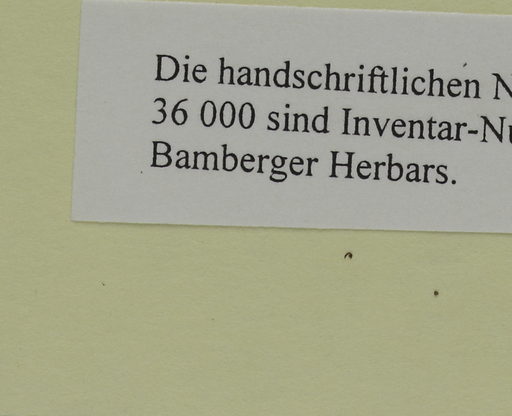 Die handschriftlichen
36 000 sind Inventar-
Bamberger Herbars.